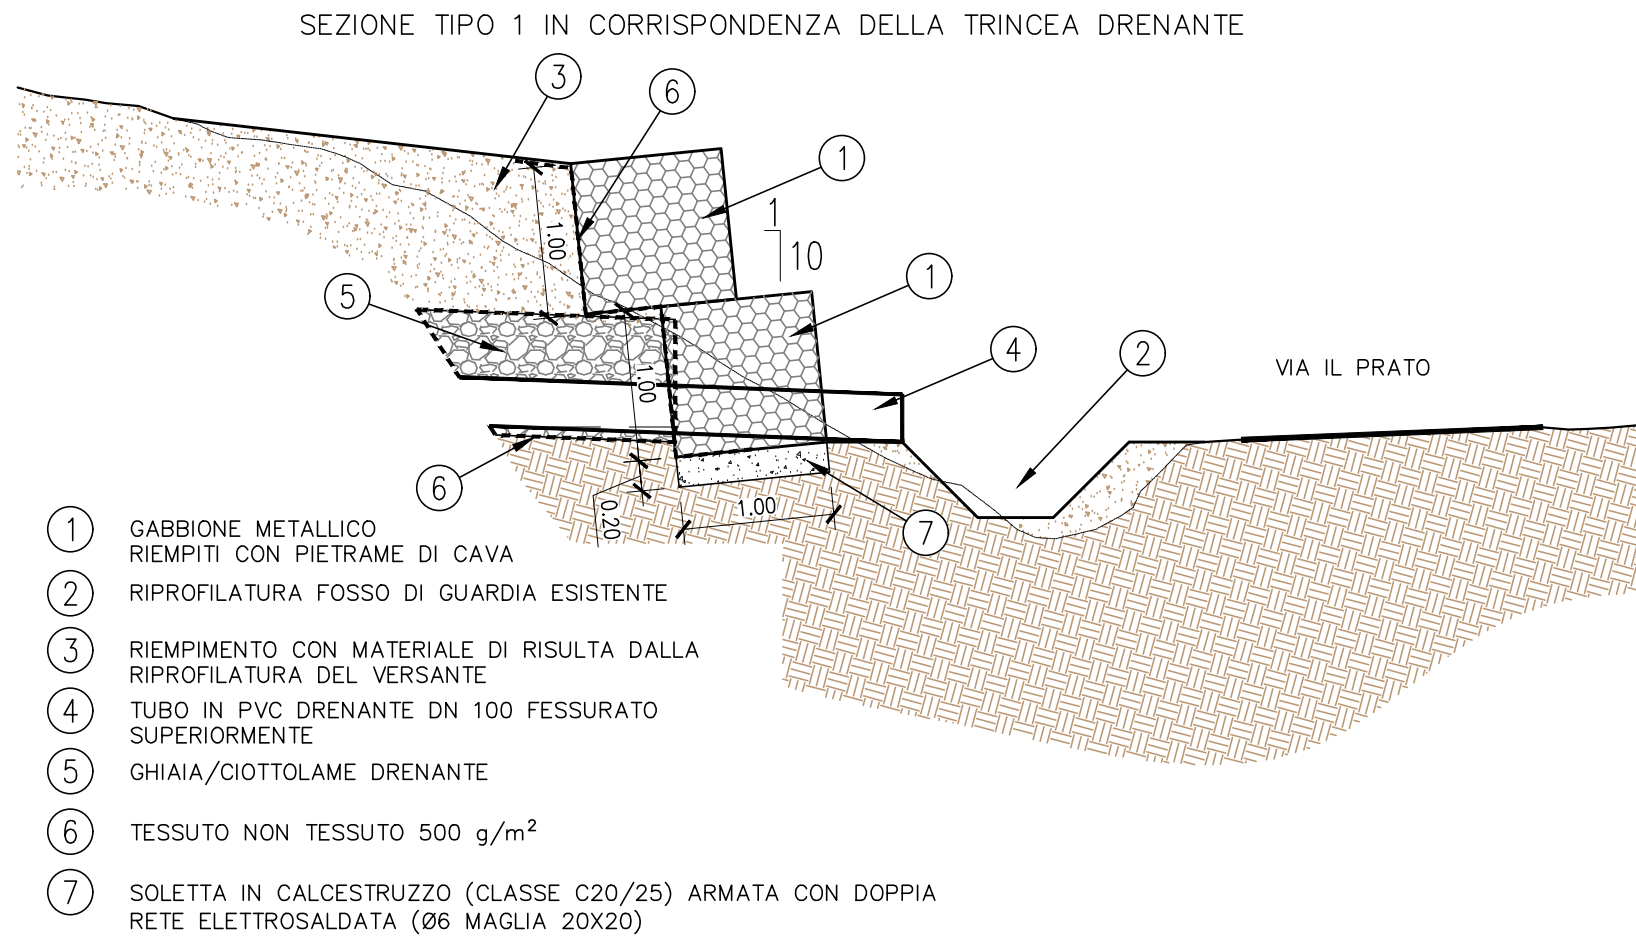 SEZIONE TIPO 1 IN CORRISPONDENZA DELLA TRINCEA DRENANTE
3
6
1
1
10
1.00
1
5
4
2
VIA IL PRATO
1.00
6
0.20
1.00
7
1 GABBIONE METALLICO
RIEMPITI CON PIETRAME DI CAVA
2 RIPROFILATURA FOSSO DI GUARDIA ESISTENTE
3 RIEMPIMENTO CON MATERIALE DI RISULTA DALLA
RIPROFILATURA DEL VERSANTE
4 TUBO IN PVC DRENANTE DN 100 FESSURATO
SUPERIORMENTE
5 GHIAIA/CIOTTOLAME DRENANTE
6 TESSUTO NON TESSUTO 500 g/m²
7 SOLETTA IN CALCESTRUZZO (CLASSE C20/25) ARMATA CON DOPPIA
RETE ELETTROSALDATA (Ø6 MAGLIA 20X20)